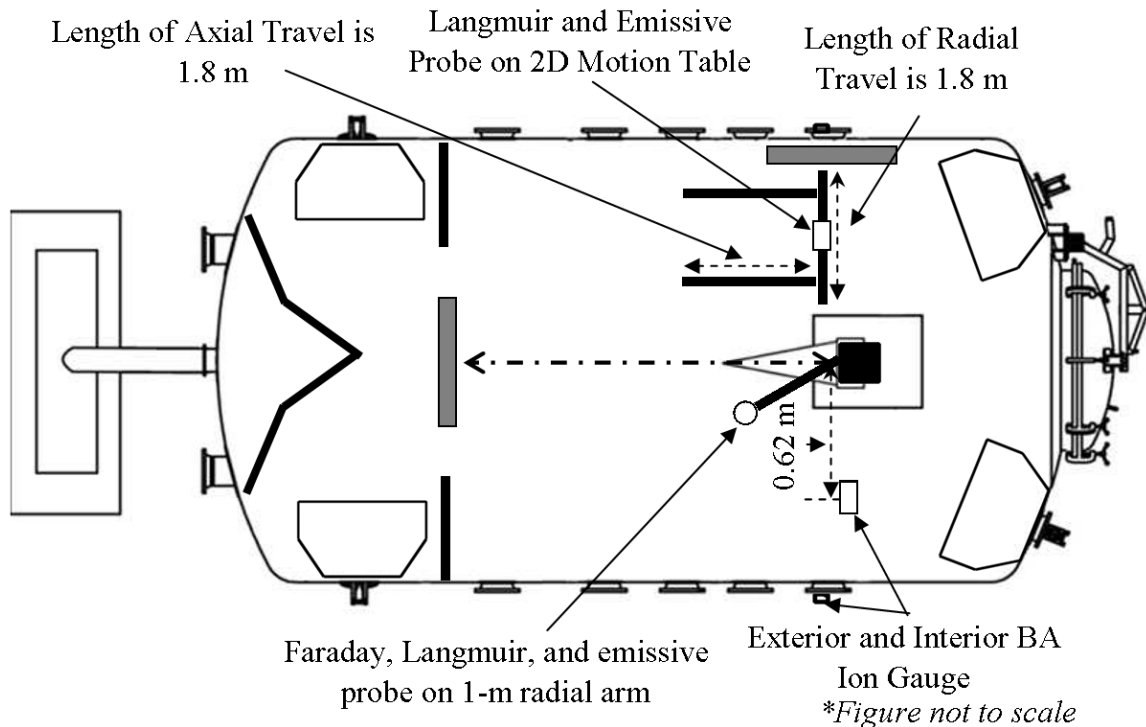 Length of Axial Travel is
1.8 m
Langmuir and Emissive
Probe on 2D Motion Table
Length of Radial
Travel is 1.8 m
0.62 m
Faraday, Langmuir, and emissive
probe on 1-m radial arm
Exterior and Interior BA
Ion Gauge
*Figure not to scale